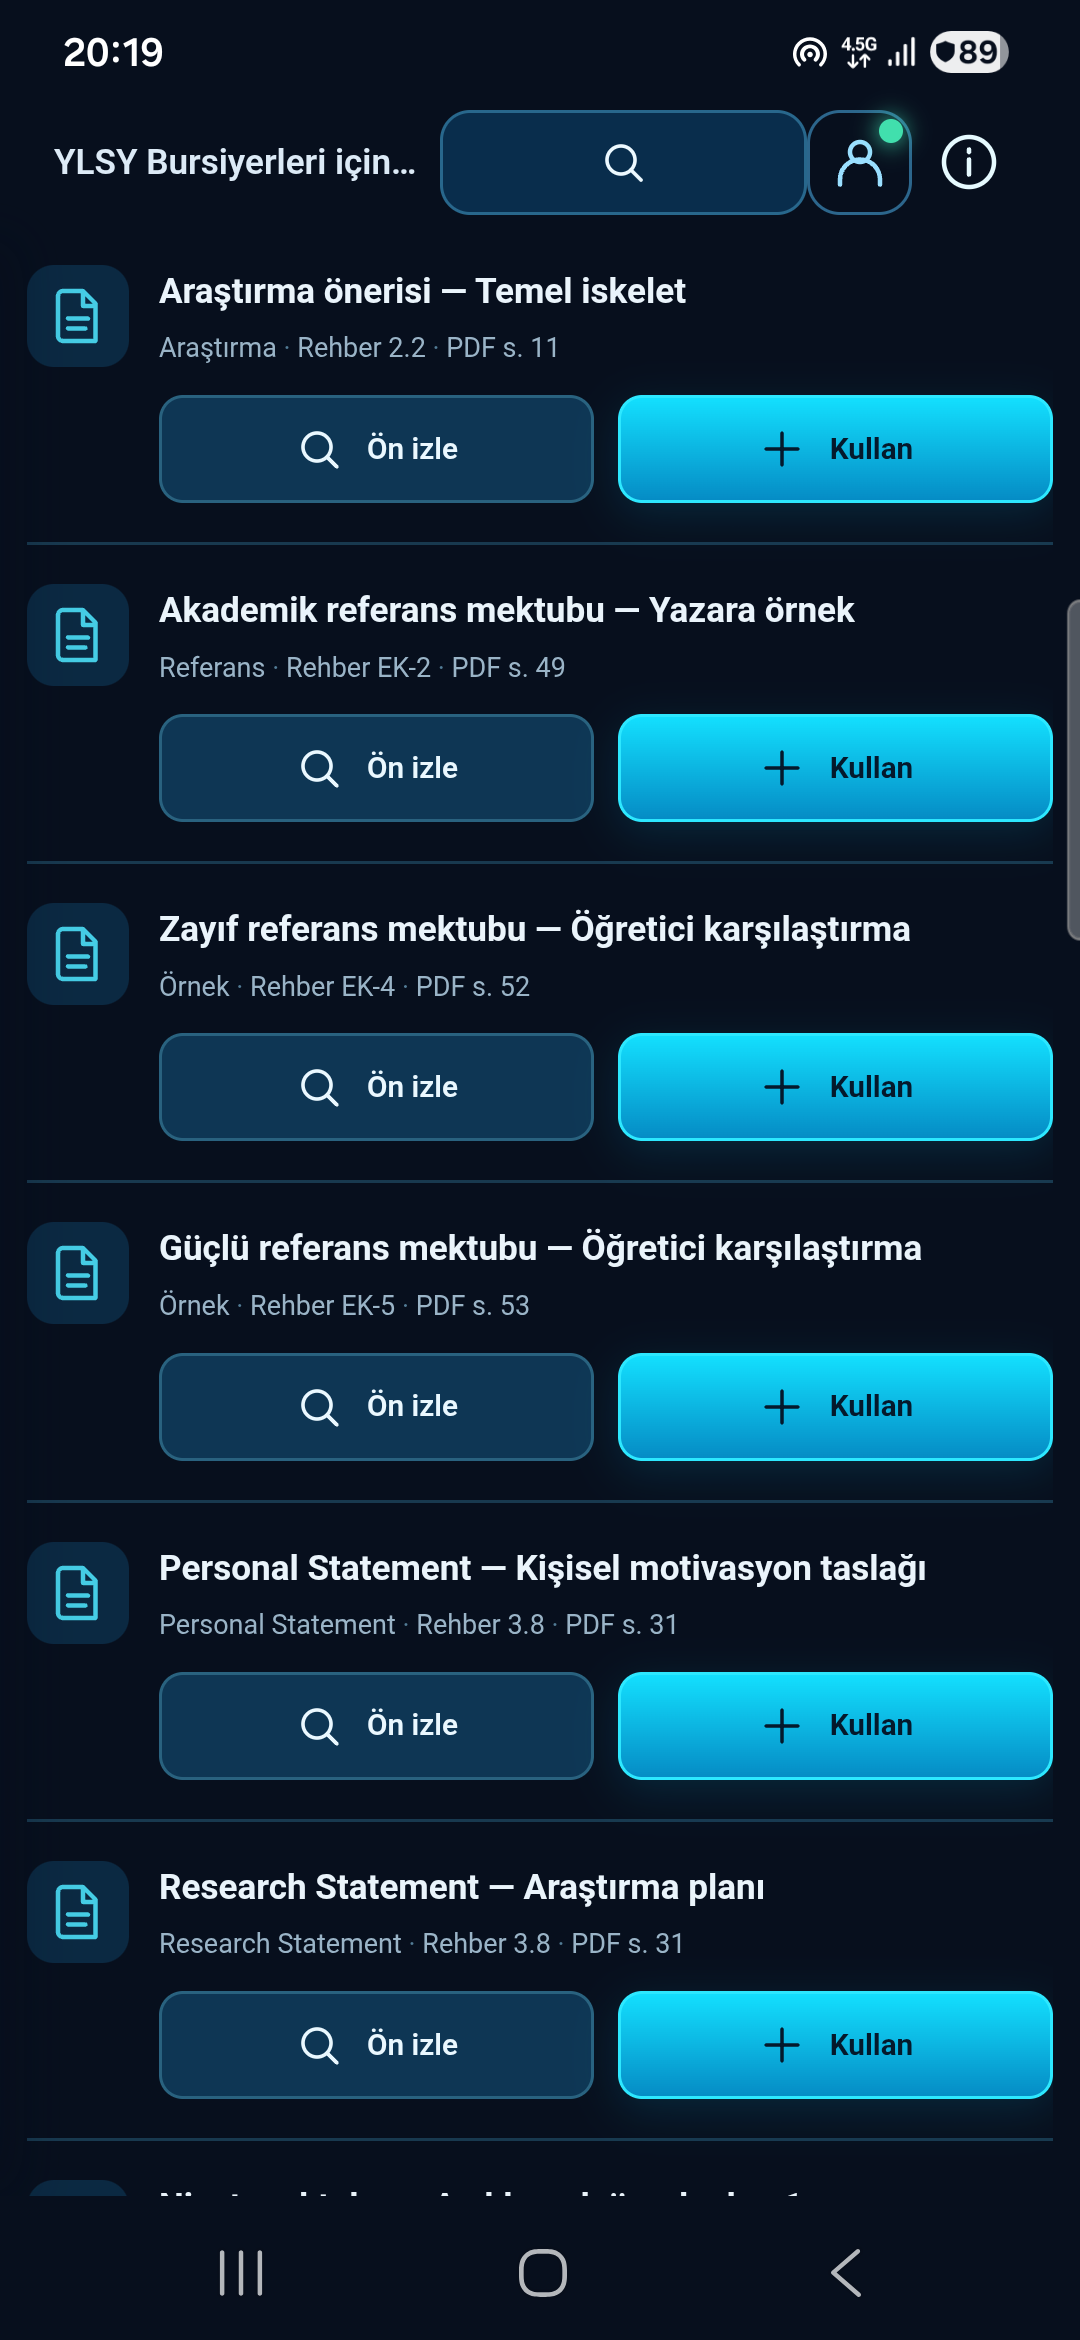 20:19
4.5G
89
YLSY Bursiyerleri için...
Araştırma önerisi — Temel iskelet
Araştırma · Rehber 2.2 · PDF s. 11
Ön izle
Kullan
Akademik referans mektubu — Yazara örnek
Referans · Rehber EK-2 · PDF s. 49
Ön izle
Kullan
Zayıf referans mektubu — Öğretici karşılaştırma
Örnek · Rehber EK-4 · PDF s. 52
Ön izle
Kullan
Güçlü referans mektubu — Öğretici karşılaştırma
Örnek · Rehber EK-5 · PDF s. 53
Ön izle
Kullan
Personal Statement — Kişisel motivasyon taslağı
Personal Statement · Rehber 3.8 · PDF s. 31
Ön izle
Kullan
Research Statement — Araştırma planı
Research Statement · Rehber 3.8 · PDF s. 31
Ön izle
Kullan